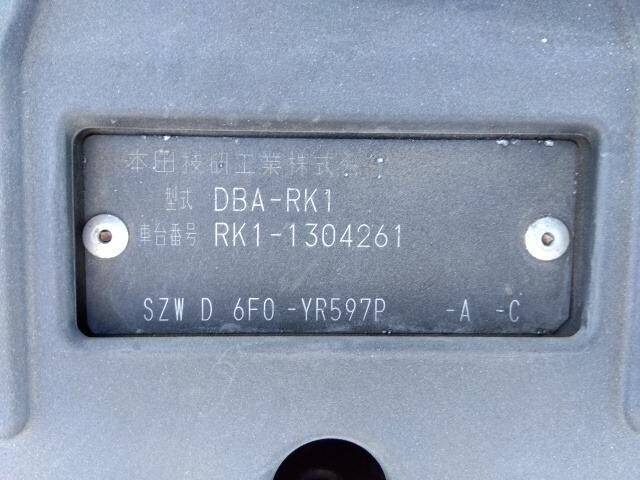 本田技研工業株式会社
型式 DBA-RK1
車台番号 RK1-1304261
SZW D 6F0 -YR597P -A -C